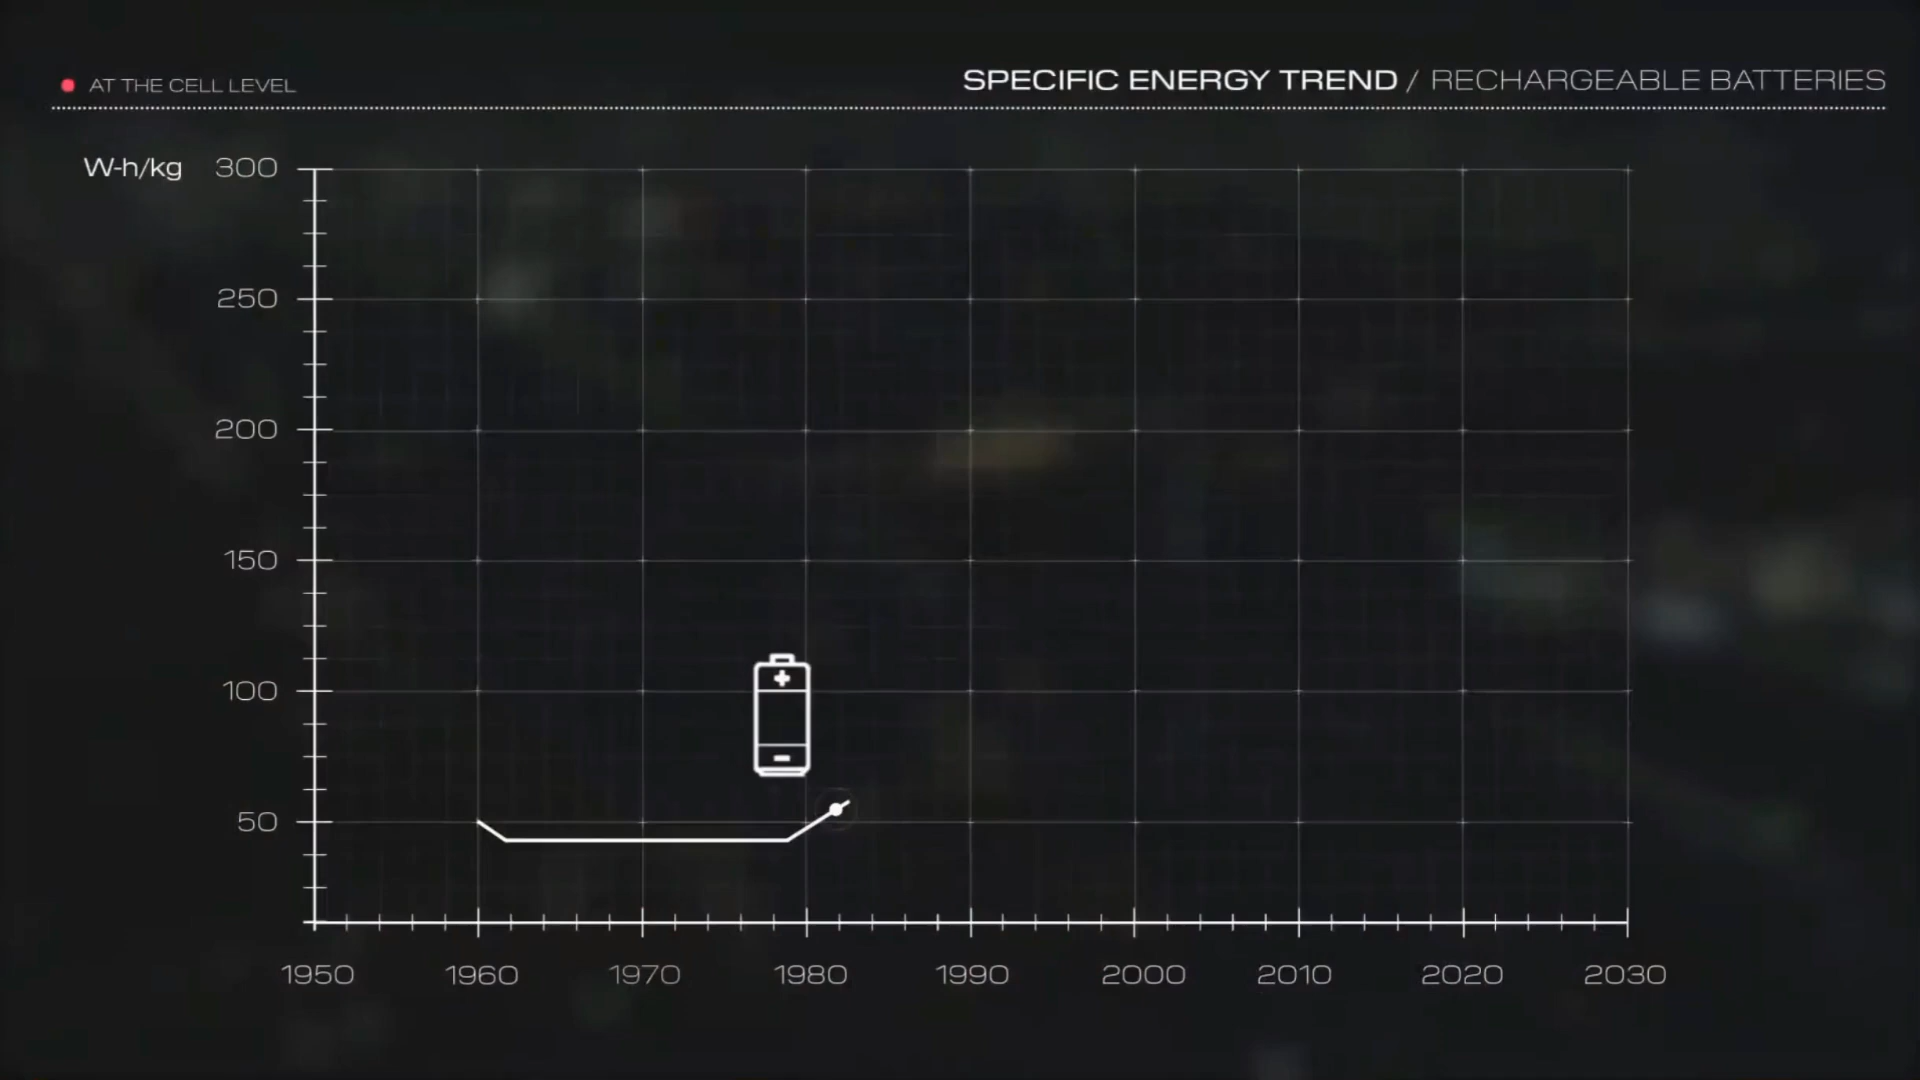 AT THE CELL LEVEL
SPECIFIC ENERGY TREND / RECHARGEABLE BATTERIES
W-h/kg 300
250
200
150
100
50
1950 1960 1970 1980 1990 2000 2010 2020 2030